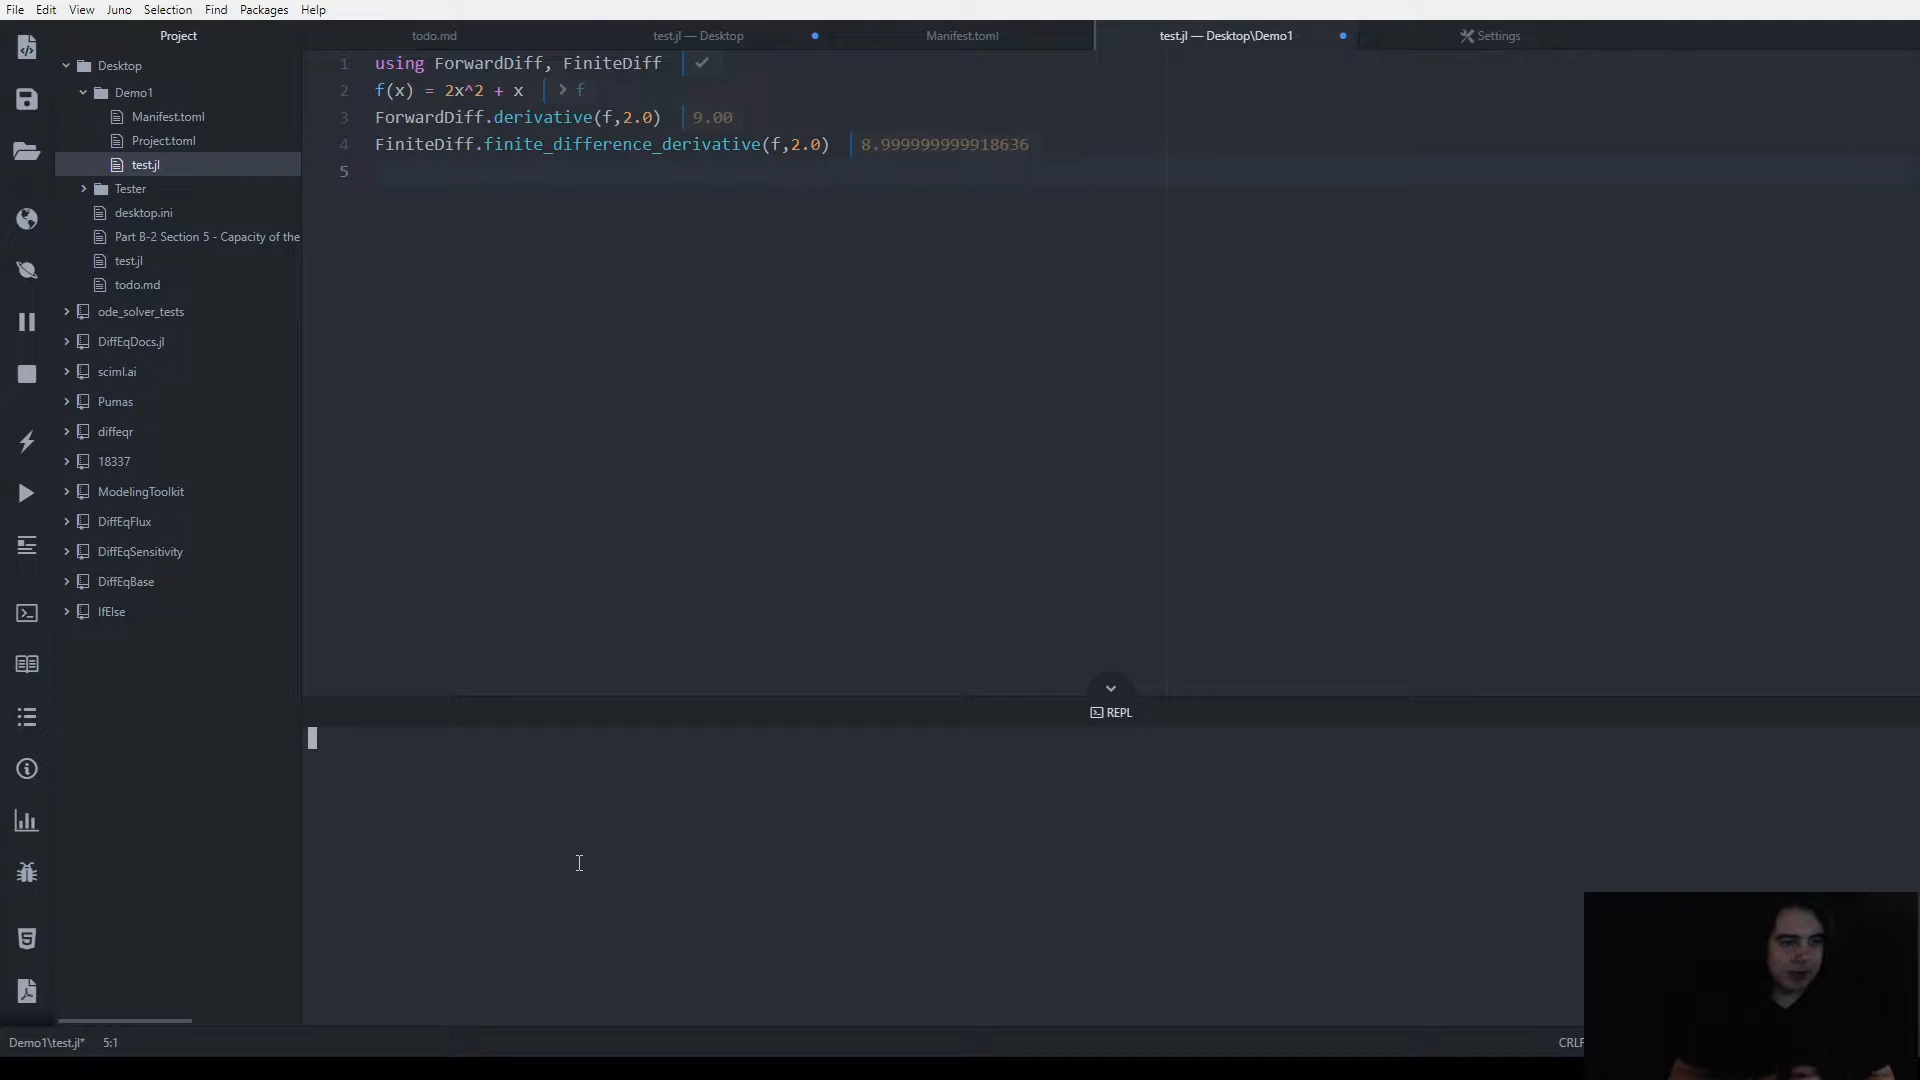 File Edit View Juno Selection Find Packages Help
Project
todo.md
test.jl — Desktop
Manifest.toml
test.jl — Desktop\Demo1
Settings
Desktop
Demo1
Manifest.toml
Project.toml
test.jl
Tester
desktop.ini
Part B-2 Section 5 - Capacity of the
test.jl
todo.md
ode_solver_tests
DiffEqDocs.jl
sciml.ai
Pumas
diffeqr
18337
ModelingToolkit
DiffEqFlux
DiffEqSensitivity
DiffEqBase
IfElse
1 using ForwardDiff, FiniteDiff ✓
2 f(x) = 2x^2 + x > f
3 ForwardDiff.derivative(f,2.0) 9.00
4 FiniteDiff.finite_difference_derivative(f,2.0) 8.999999999918636
5
REPL
Demo1\test.jl* 5:1
CRLF